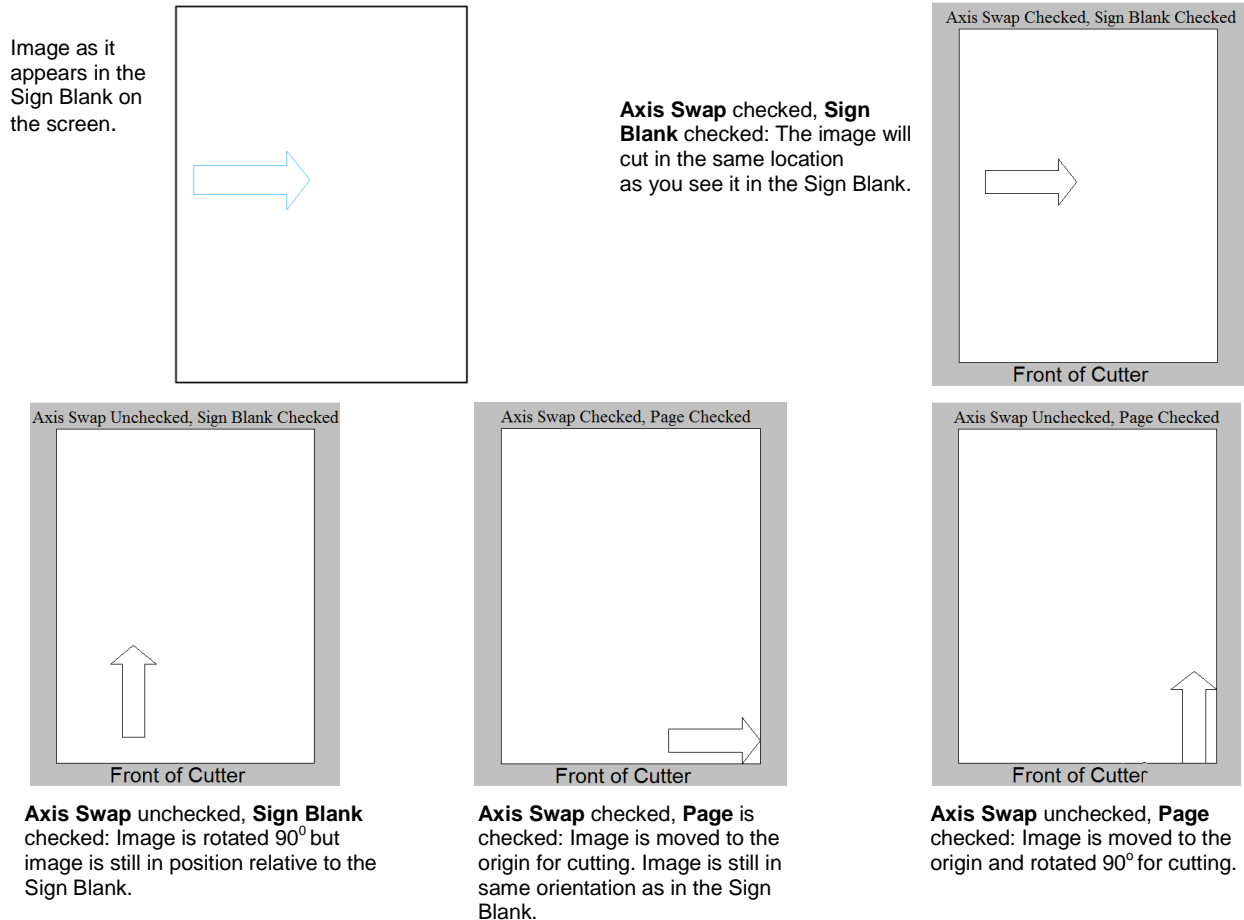 Image as it
appears in the
Sign Blank on
the screen.
Axis Swap checked, Sign
Blank checked: The image will
cut in the same location
as you see it in the Sign Blank.
Axis Swap Checked, Sign Blank Checked
Front of Cutter
Axis Swap Unchecked, Sign Blank Checked
Front of Cutter
Axis Swap unchecked, Sign Blank
checked: Image is rotated 90⁰ but
image is still in position relative to the
Sign Blank.
Axis Swap Checked, Page Checked
Front of Cutter
Axis Swap checked, Page is
checked: Image is moved to the
origin for cutting. Image is still in
same orientation as in the Sign
Blank.
Axis Swap Unchecked, Page Checked
Front of Cutter
Axis Swap unchecked, Page
checked: Image is moved to the
origin and rotated 90° for cutting.